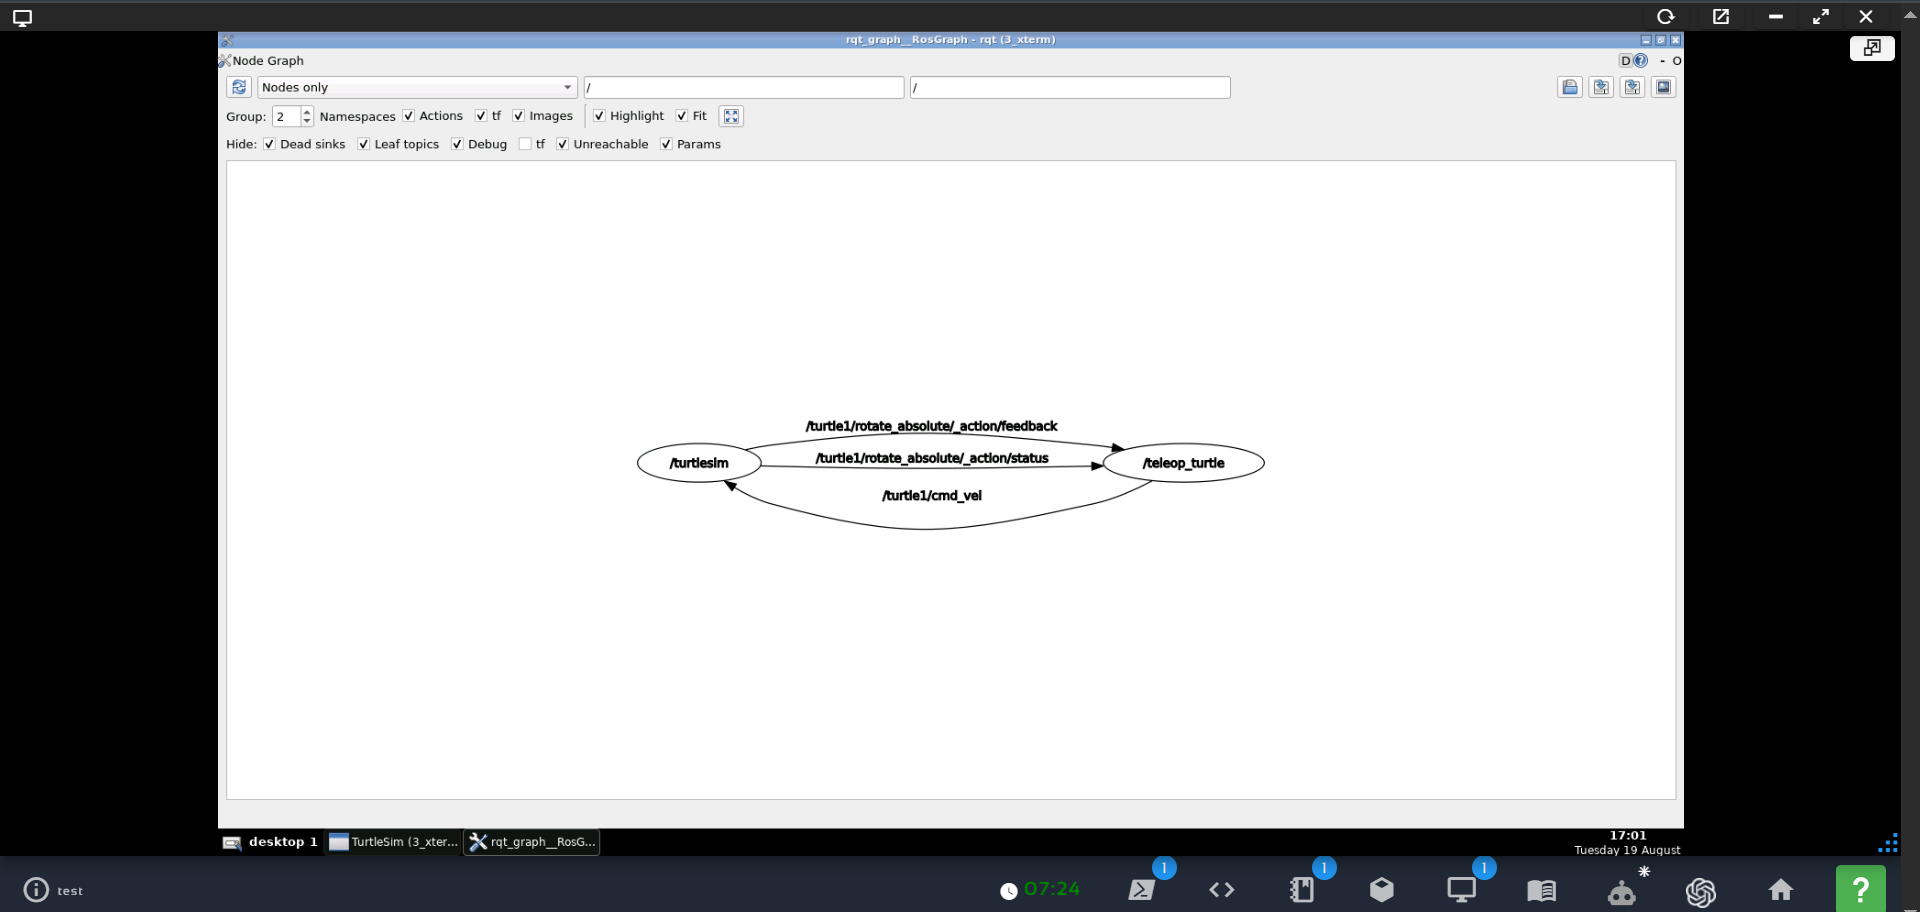 rqt_graph__RosGraph - rqt (3_xterm)
Node Graph
D
- O
Nodes only
/
/
Group: 2 Namespaces Actions tf Images Highlight Fit
Hide: Dead sinks Leaf topics Debug tf Unreachable Params
/turtle1/rotate_absolute/_action/feedback
/turtlesim
/turtle1/rotate_absolute/_action/status
/teleop_turtle
/turtle1/cmd_vel
desktop 1
TurtleSim (3_xter...
rqt_graph__RosG...
17:01
Tuesday 19 August
test
07:24
1
1
1
?